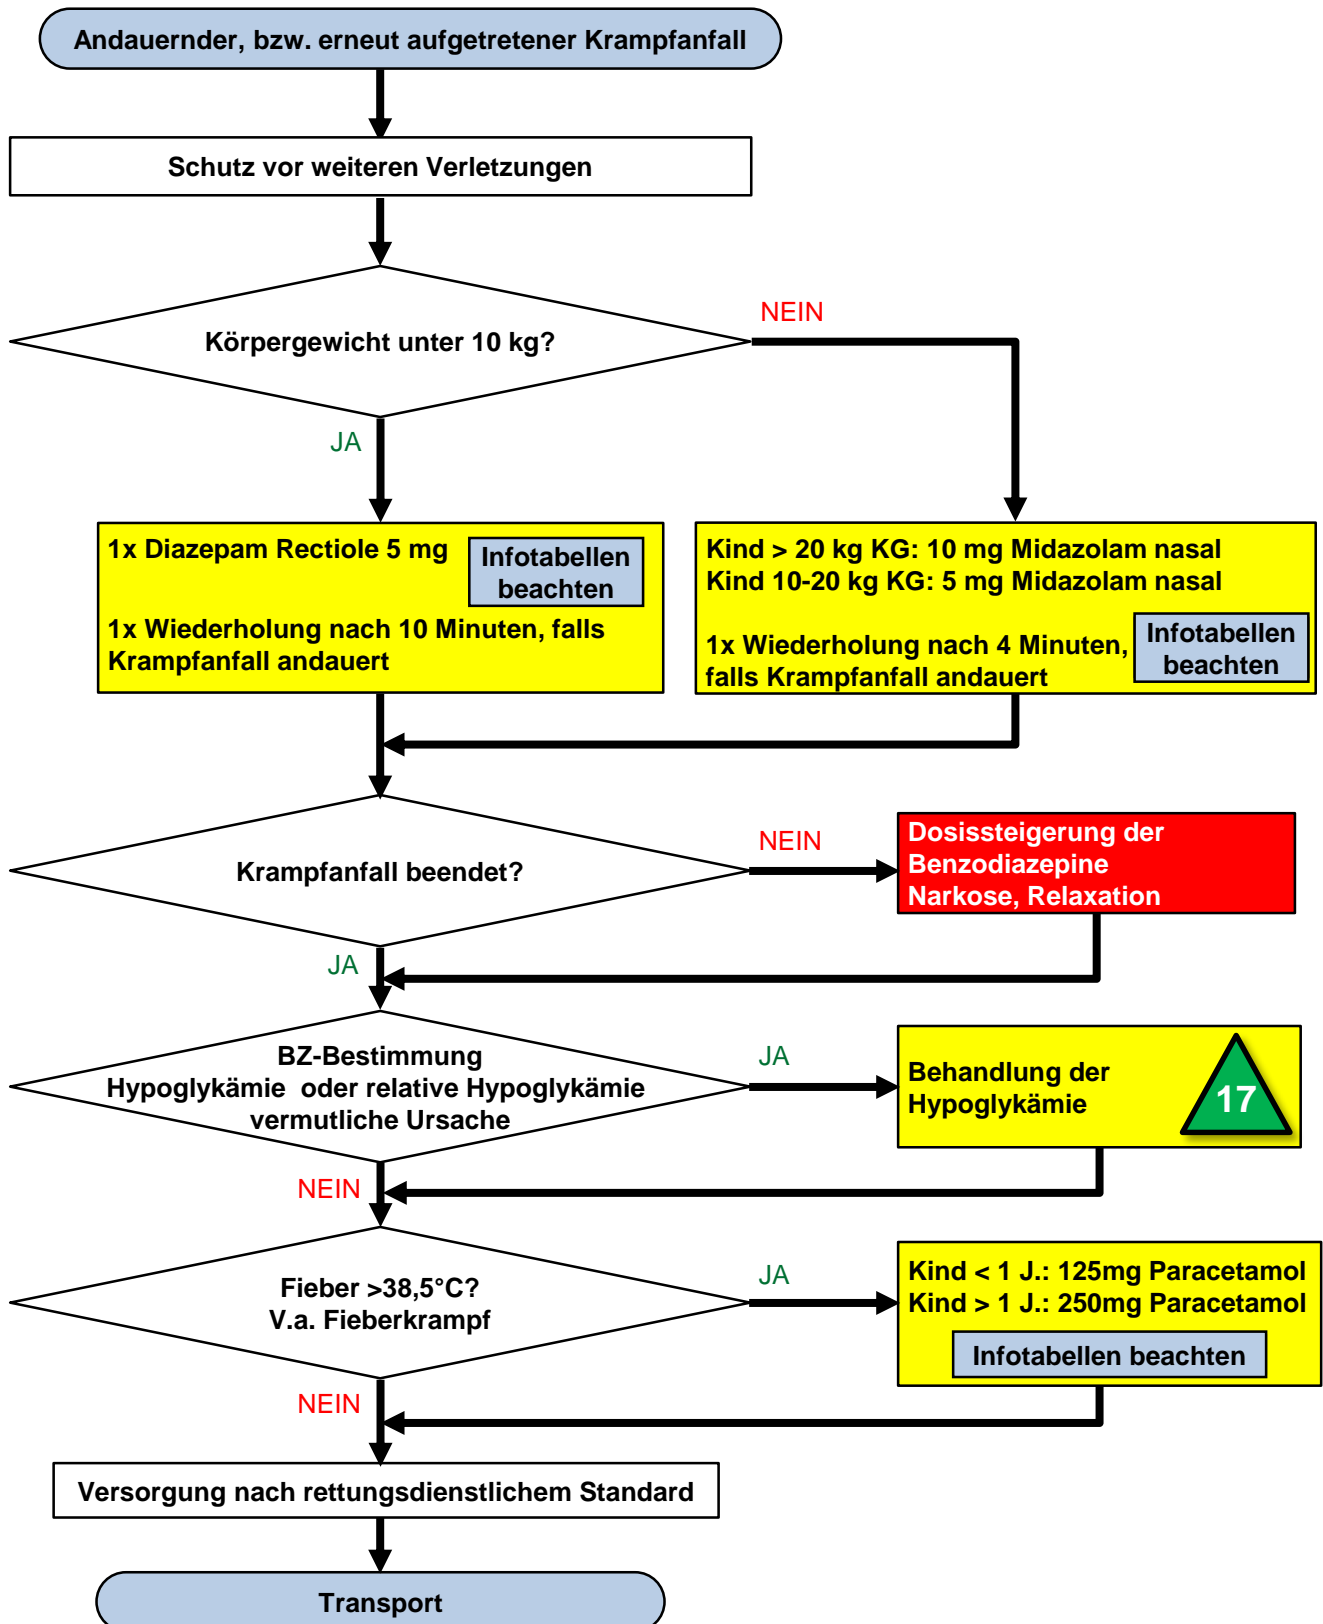 Andauernder, bzw. erneut aufgetretener Krampfanfall
Schutz vor weiteren Verletzungen
Körpergewicht unter 10 kg?
NEIN
JA
1x Diazepam Rectiole 5 mg
Infotabellen
beachten
1x Wiederholung nach 10 Minuten, falls
Krampfanfall andauert
Kind > 20 kg KG: 10 mg Midazolam nasal
Kind 10-20 kg KG: 5 mg Midazolam nasal
1x Wiederholung nach 4 Minuten,
falls Krampfanfall andauert
Infotabellen
beachten
Krampfanfall beendet?
NEIN
Dosissteigerung der
Benzodiazepine
Narkose, Relaxation
JA
BZ-Bestimmung
Hypoglykämie oder relative Hypoglykämie
vermutliche Ursache
JA
Behandlung der
Hypoglykämie
17
NEIN
Fieber >38,5°C?
V.a. Fieberkrampf
JA
Kind < 1 J.: 125mg Paracetamol
Kind > 1 J.: 250mg Paracetamol
Infotabellen beachten
NEIN
Versorgung nach rettungsdienstlichem Standard
Transport